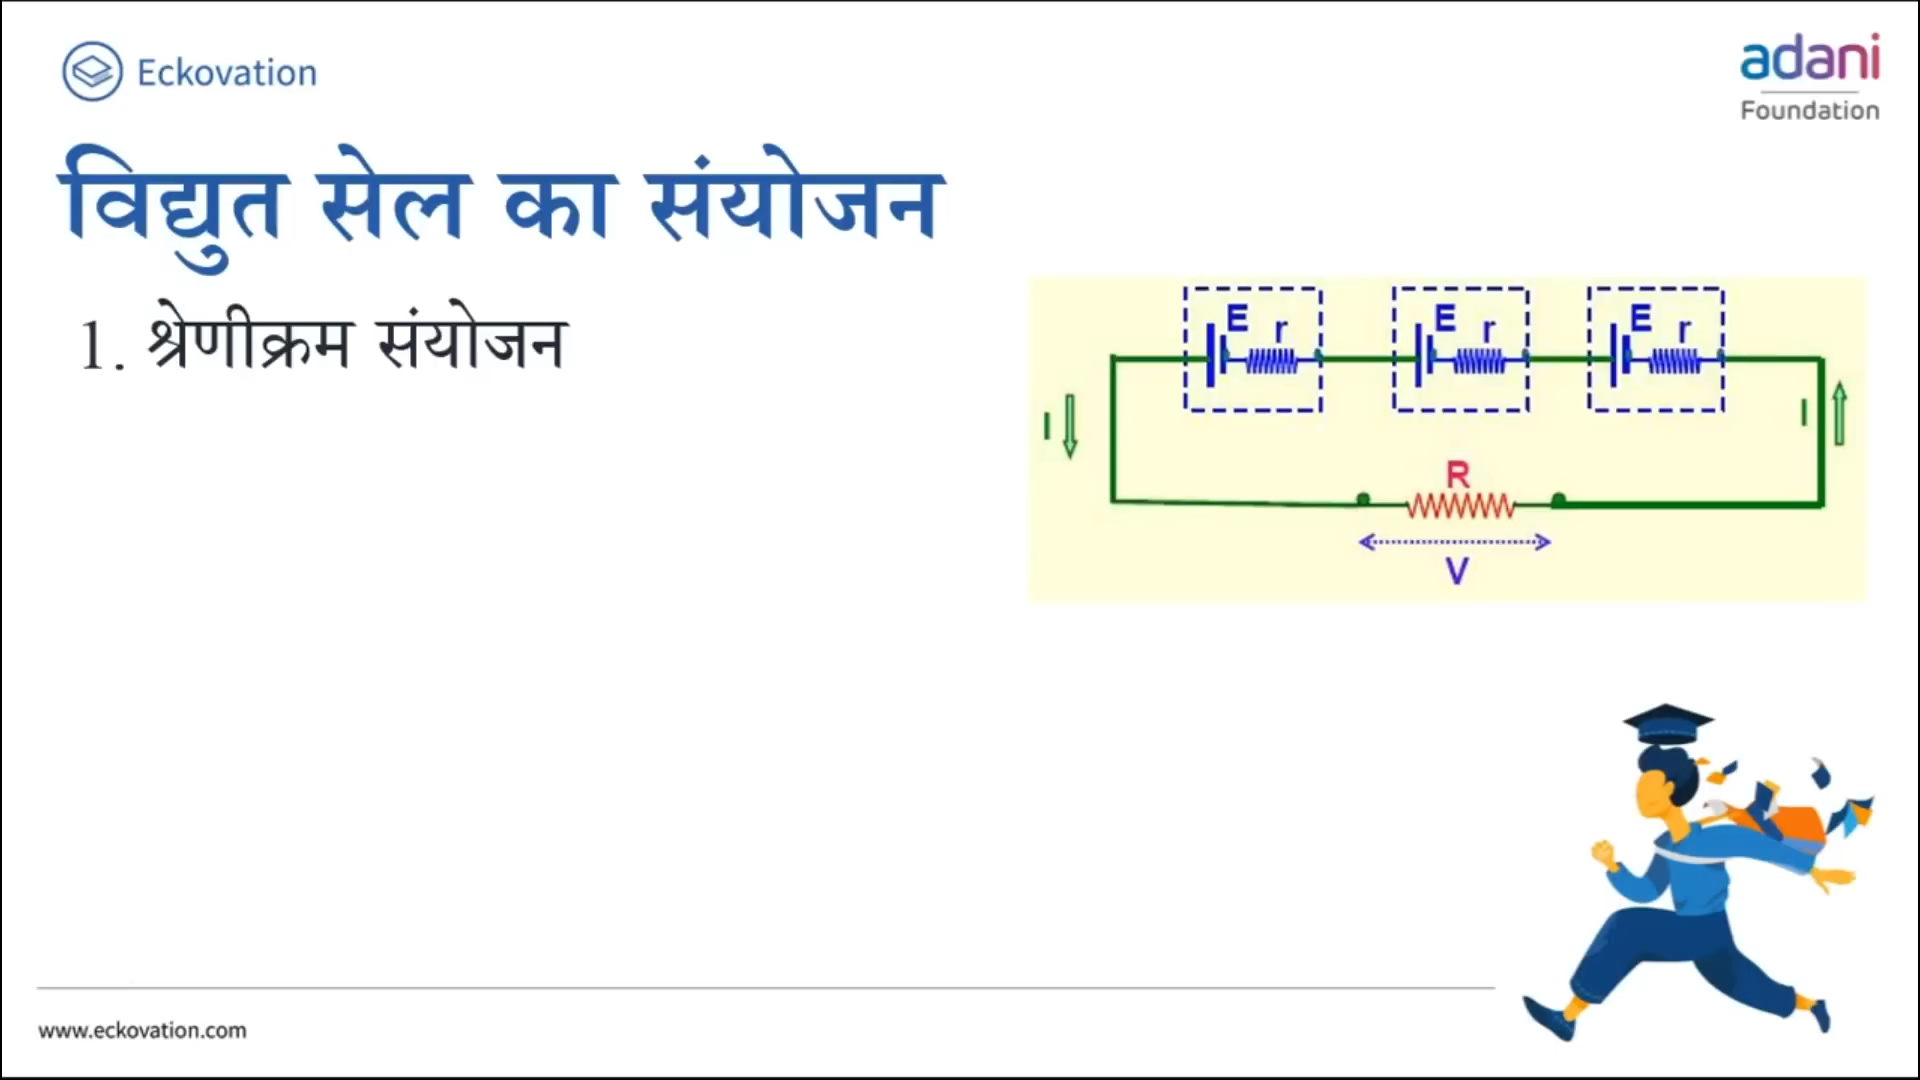 Eckovation
adani
Foundation
विद्युत सेल का संयोजन
1. श्रेणीक्रम संयोजन
E r E r E r
I I
R
V
www.eckovation.com